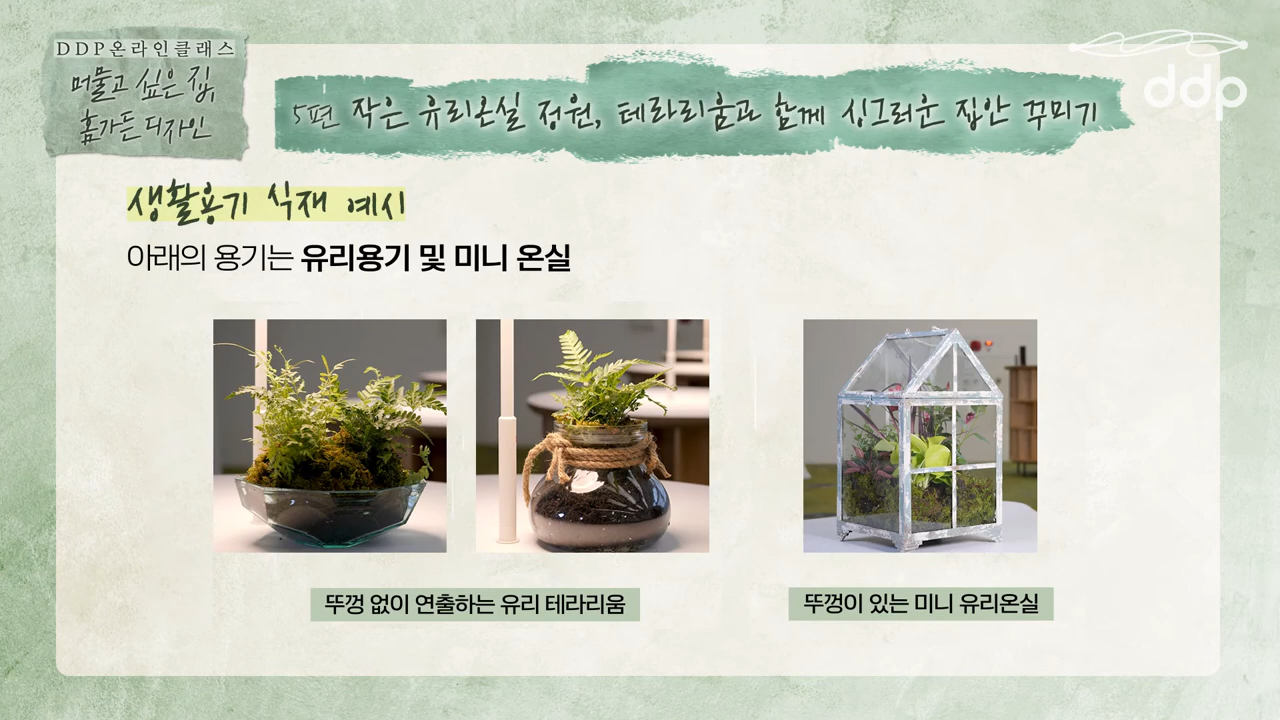 DDP온라인클래스
머물고 싶은 집,
홈가든 디자인
ddp
5편 작은 유리온실 정원, 테라리움과 함께 싱그러운 집안 꾸미기
생활용기 식재 예시
아래의 용기는 유리용기 및 미니 온실
뚜껑 없이 연출하는 유리 테라리움
뚜껑이 있는 미니 유리온실